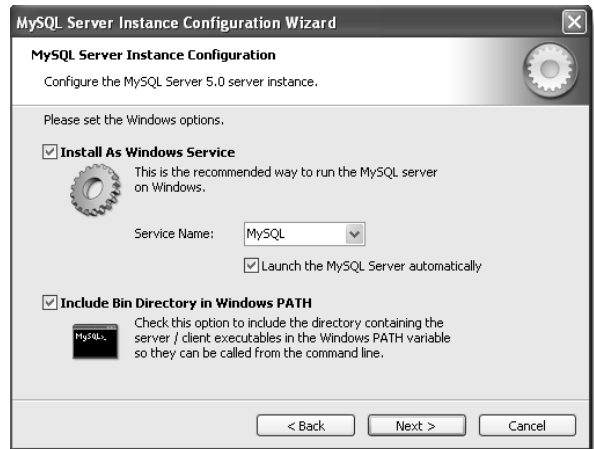 MySQL Server Instance Configuration Wizard
MySQL Server Instance Configuration
Configure the MySQL Server 5.0 server instance.
Please set the Windows options.
Install As Windows Service
This is the recommended way to run the MySQL server
on Windows.
Service Name: MySQL
Launch the MySQL Server automatically
Include Bin Directory in Windows PATH
MySQL>_
Check this option to include the directory containing the
server / client executables in the Windows PATH variable
so they can be called from the command line.
< Back Next > Cancel